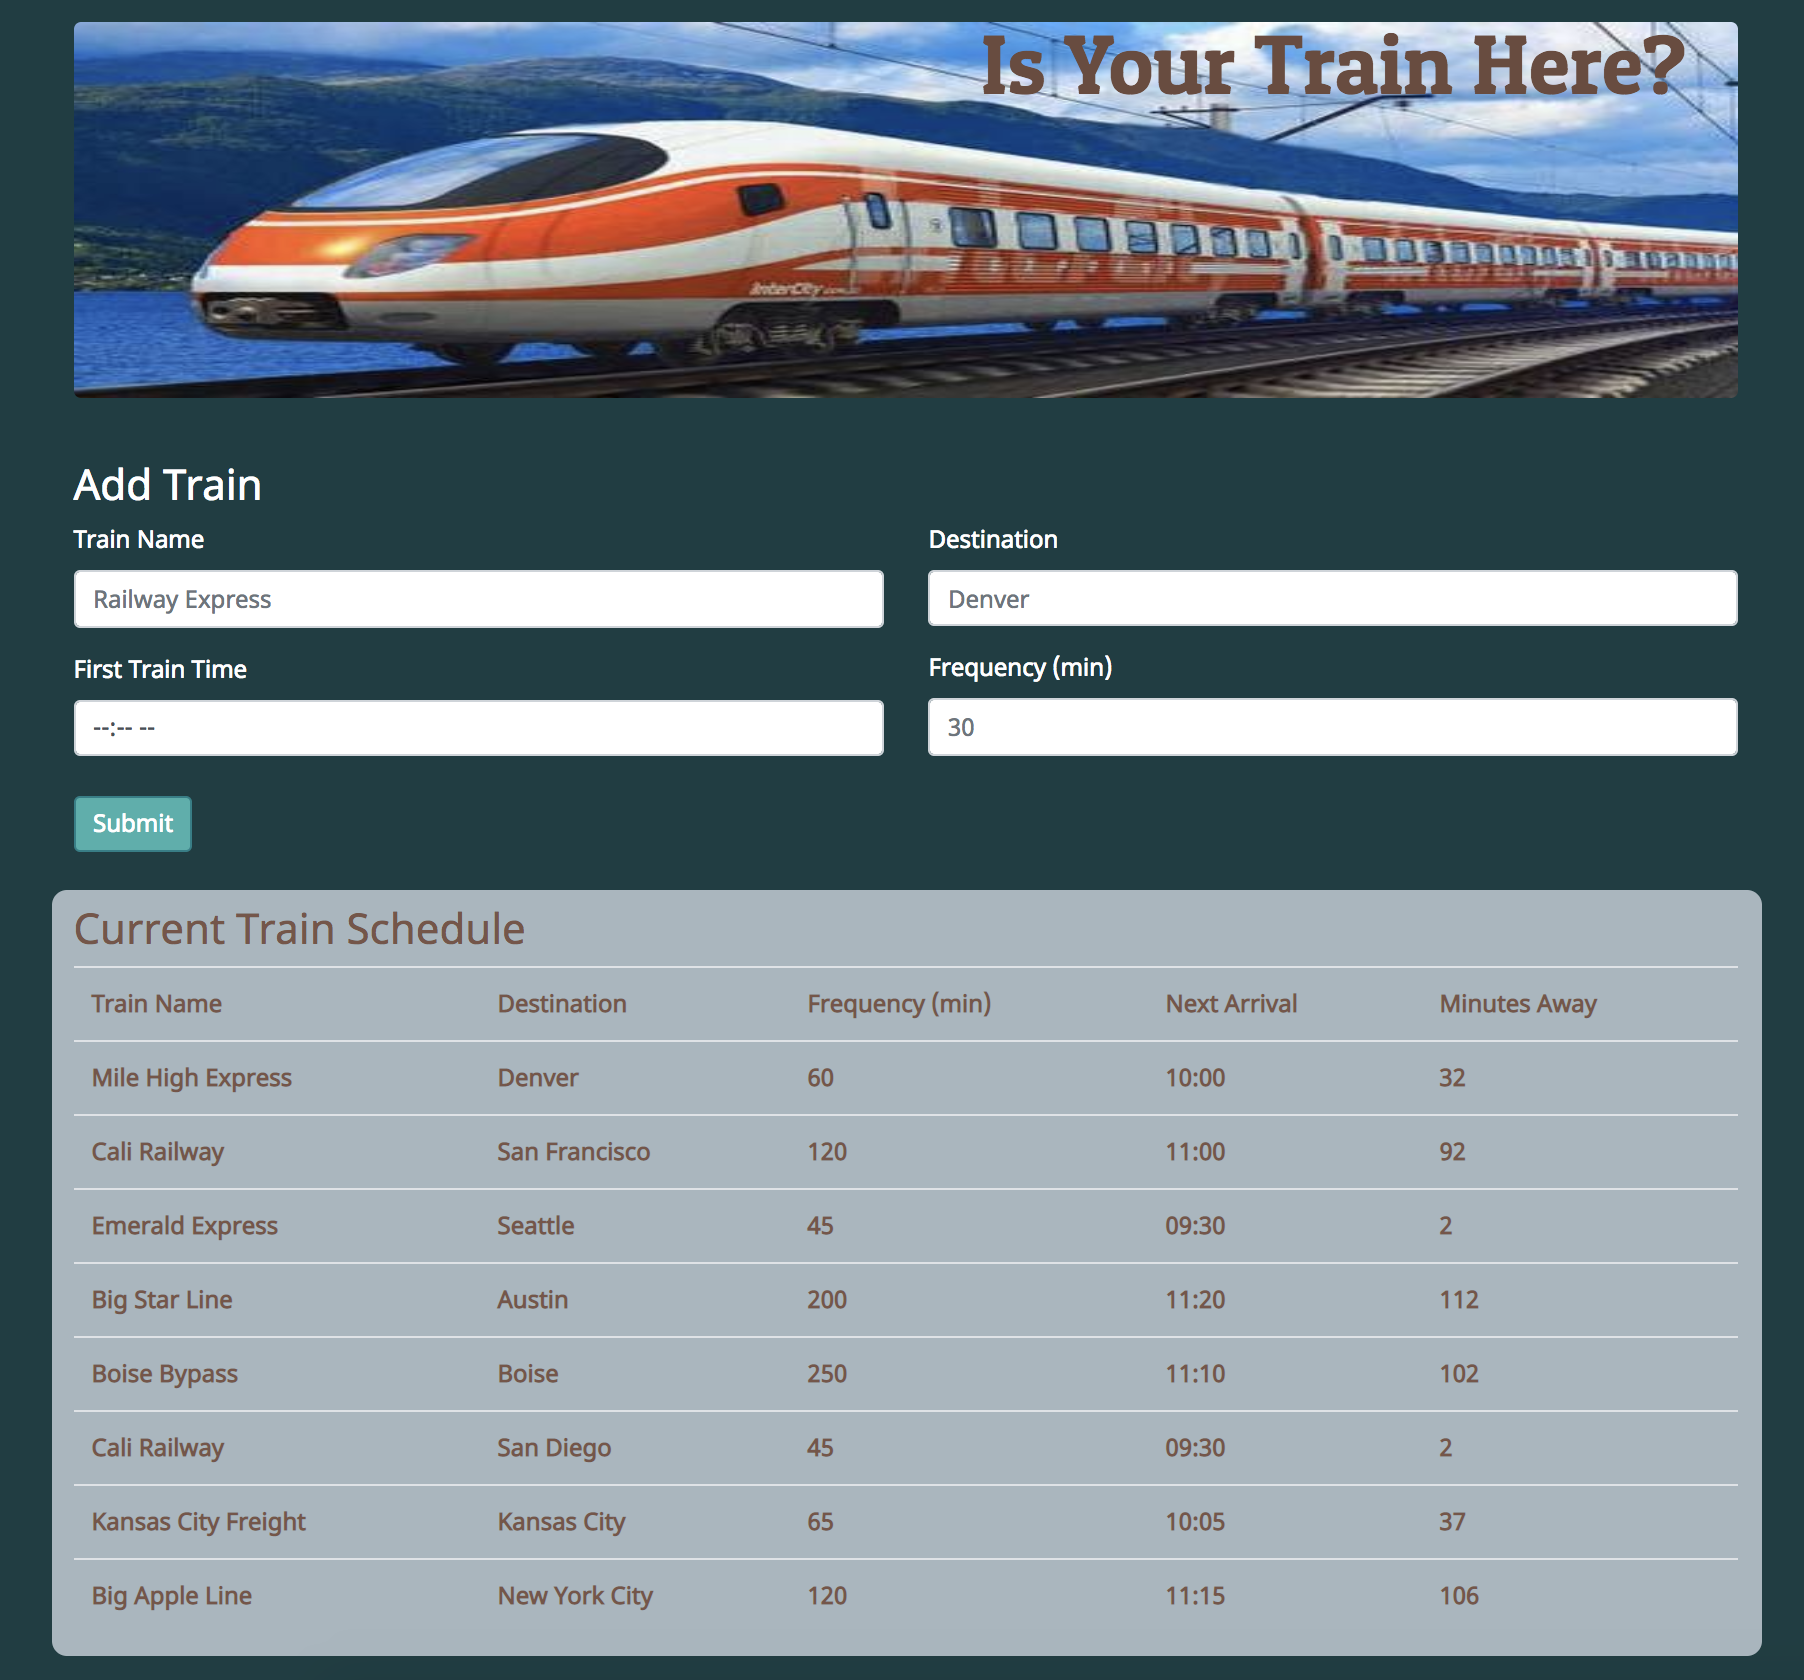 Is Your Train Here?
InterCity
Add Train
Train Name Destination
Railway Express Denver
First Train Time Frequency (min)
--:-- -- 30
Submit
Current Train Schedule
Train Name Destination Frequency (min) Next Arrival Minutes Away
Mile High Express Denver 60 10:00 32
Cali Railway San Francisco 120 11:00 92
Emerald Express Seattle 45 09:30 2
Big Star Line Austin 200 11:20 112
Boise Bypass Boise 250 11:10 102
Cali Railway San Diego 45 09:30 2
Kansas City Freight Kansas City 65 10:05 37
Big Apple Line New York City 120 11:15 106